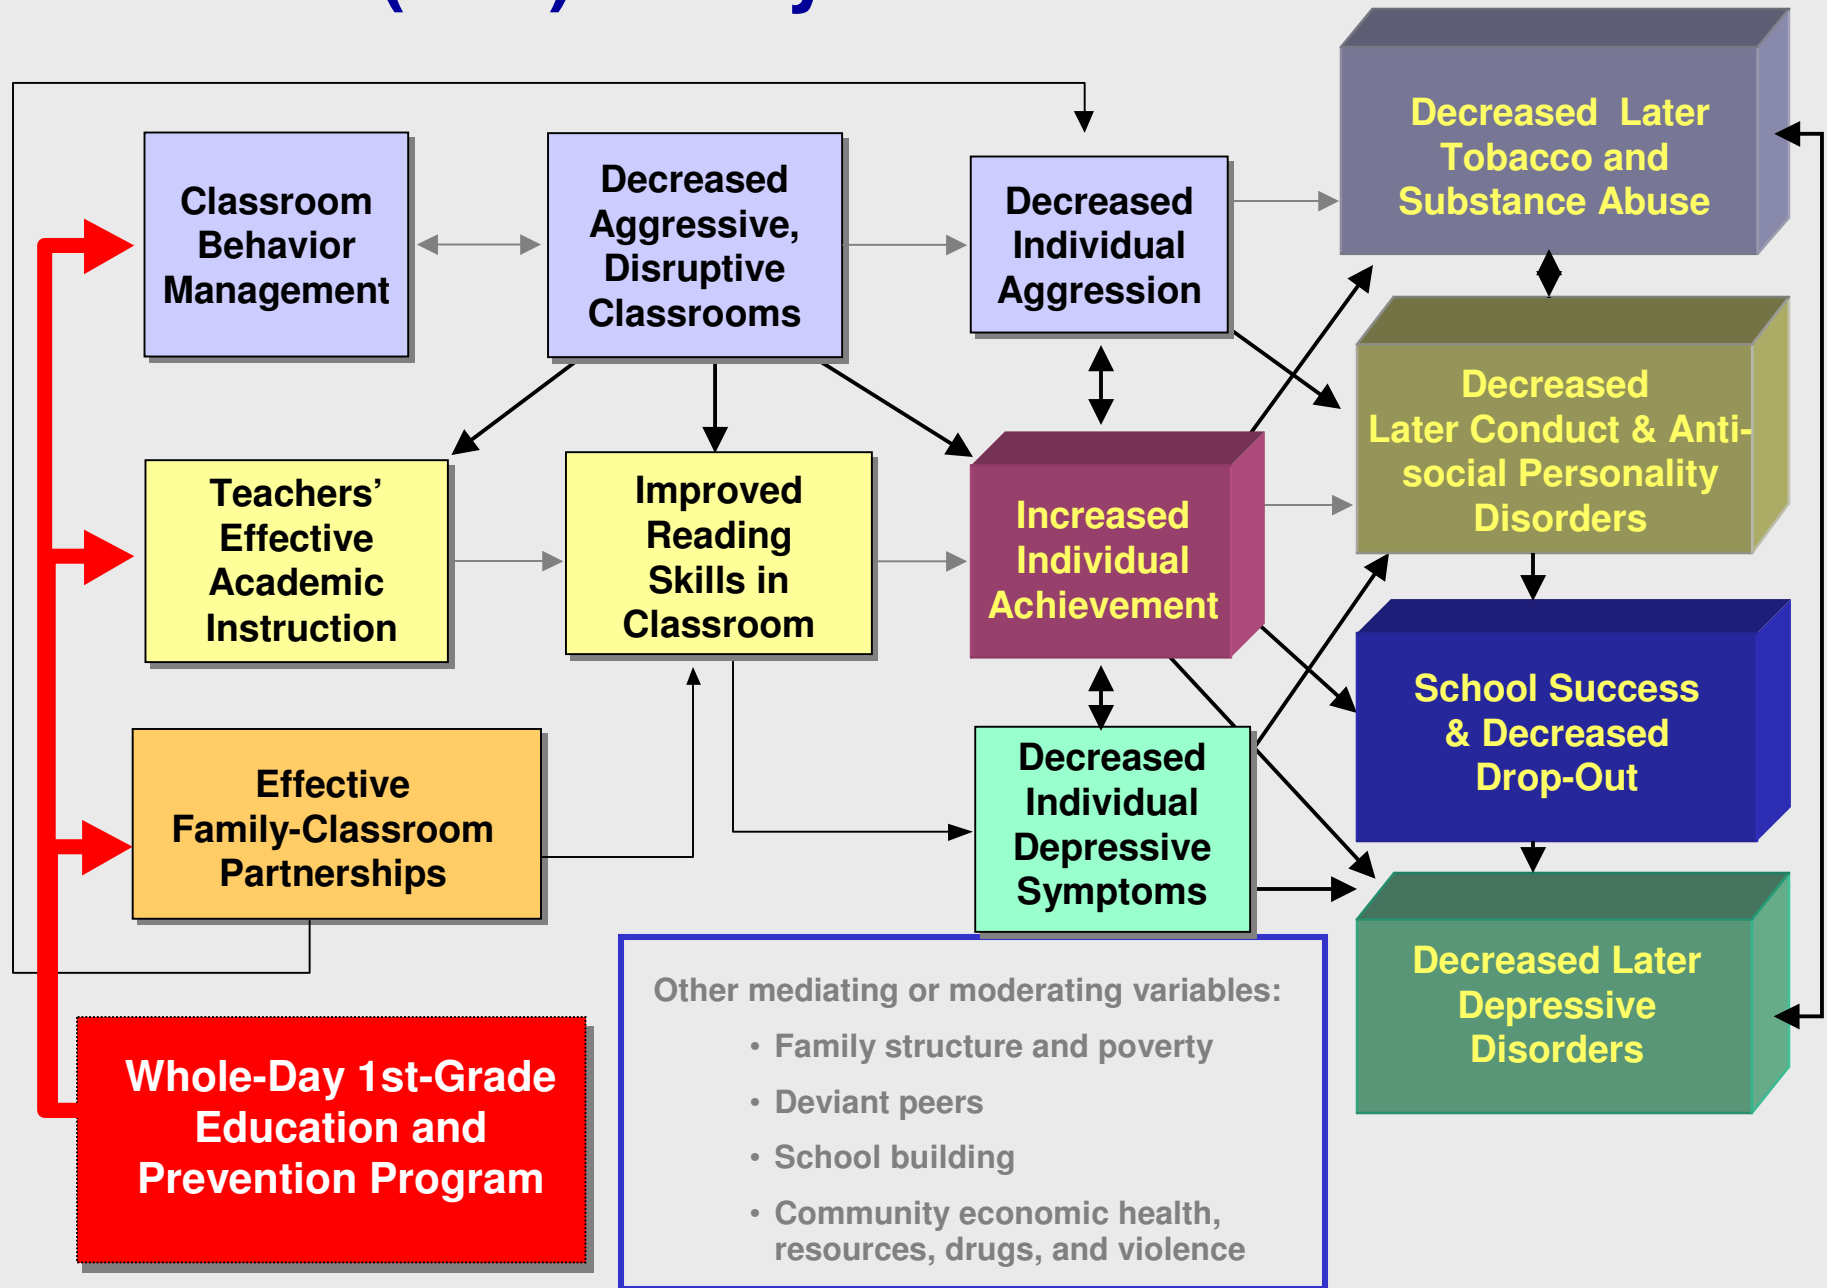 Classroom
Behavior
Management
Decreased
Aggressive,
Disruptive
Classrooms
Decreased
Individual
Aggression
Decreased  Later
Tobacco and
Substance Abuse
Decreased
Later Conduct & Anti-
social Personality
Disorders
Teachers’
Effective
Academic
Instruction
Improved
Reading
Skills in
Classroom
Increased
Individual
Achievement
School Success
& Decreased
Drop-Out
Effective
Family-Classroom
Partnerships
Decreased
Individual
Depressive
Symptoms
Decreased Later
Depressive
Disorders
Whole-Day 1st-Grade
Education and
Prevention Program
Other mediating or moderating variables:
• Family structure and poverty
• Deviant peers
• School building
• Community economic health,
resources, drugs, and violence